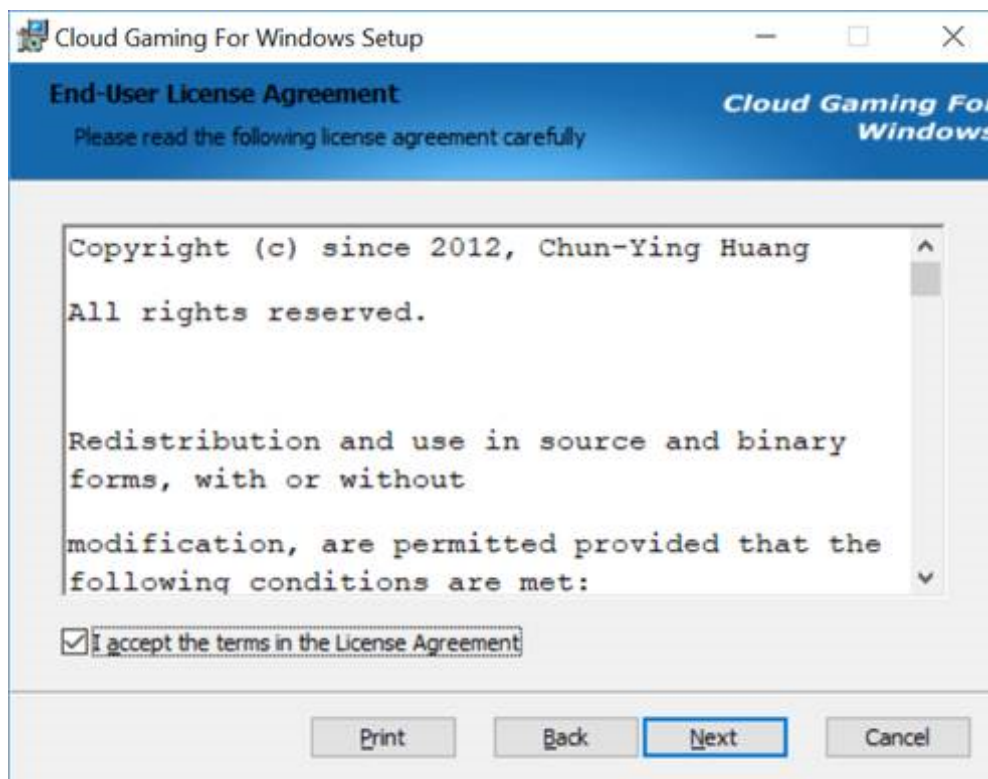 Cloud Gaming For Windows Setup
End-User License Agreement
Please read the following license agreement carefully
Cloud Gaming For
Windows
Copyright (c) since 2012, Chun-Ying Huang
All rights reserved.
Redistribution and use in source and binary
forms, with or without
modification, are permitted provided that the
following conditions are met:
I accept the terms in the License Agreement
Print
Back
Next
Cancel